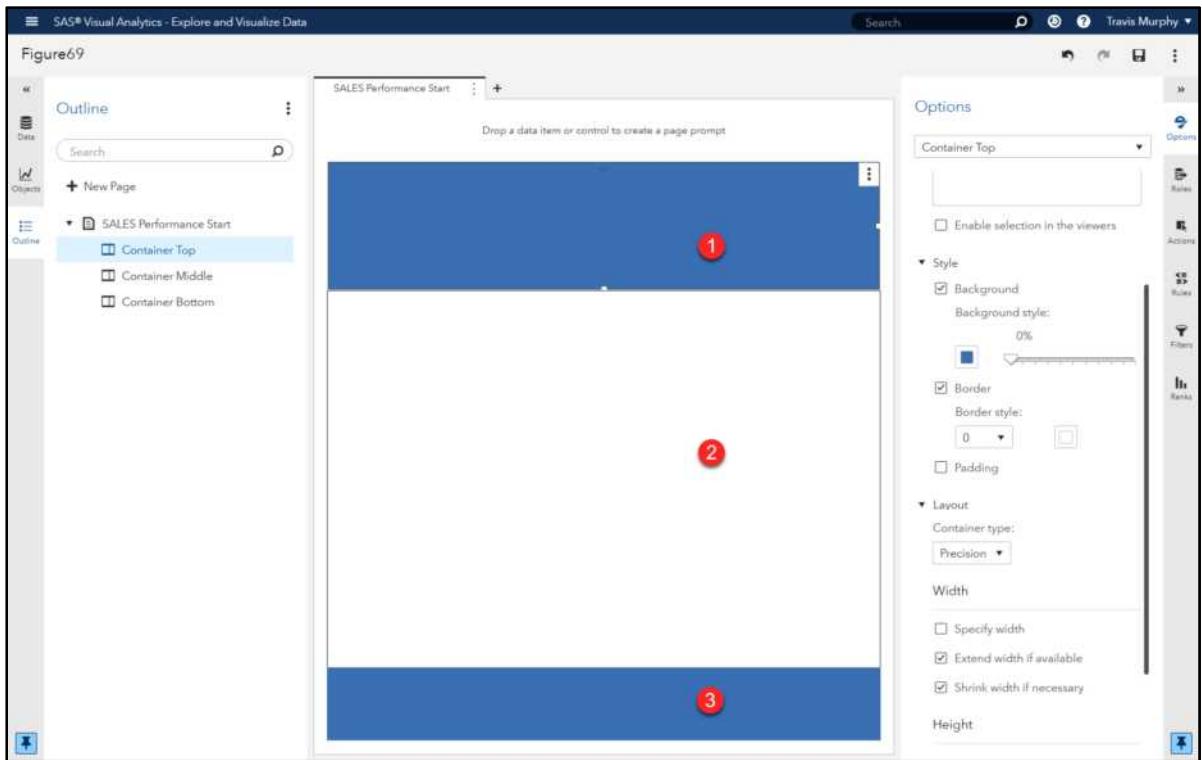 SAS® Visual Analytics - Explore and Visualize Data
Search
Travis Murphy
Figure69
Data
Objects
Outline
Outline
Search
New Page
SALES Performance Start
Container Top
Container Middle
Container Bottom
SALES Performance Start
Drop a data item or control to create a page prompt
1
2
3
Options
Container Top
Enable selection in the viewers
Style
Background
Background style:
0%
Border
Border style:
0
Padding
Layout
Container type:
Precision
Width
Specify width
Extend width if available
Shrink width if necessary
Height
Options
Roles
Actions
Rules
Filters
Ranks